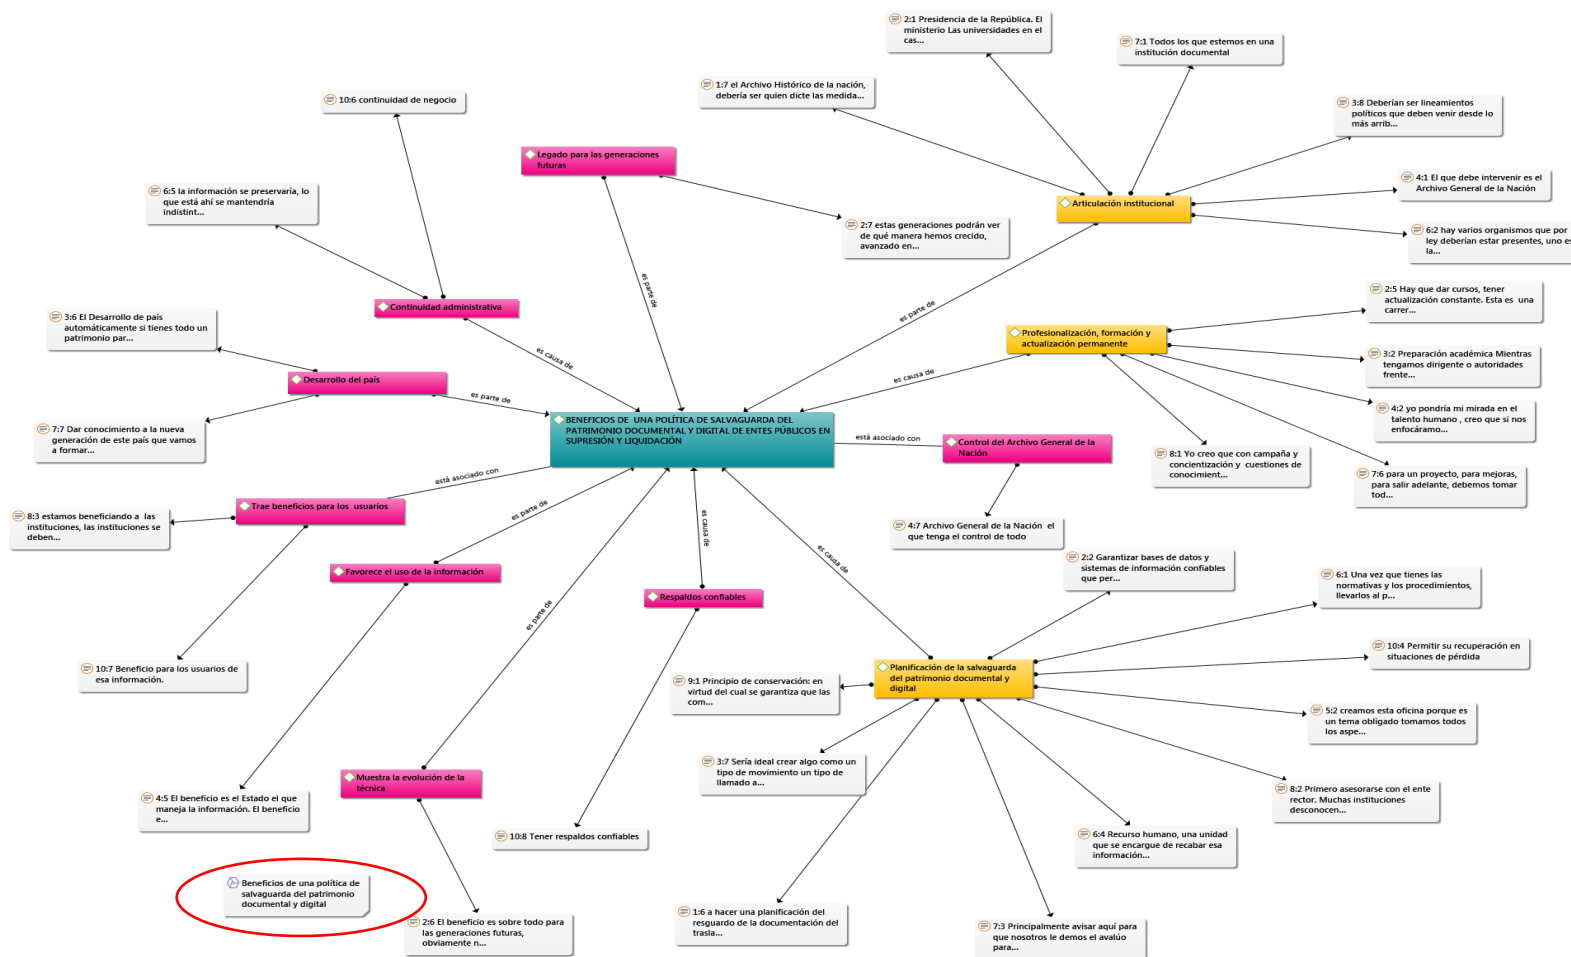 2:1 Presidencia de la República. El
ministerio Las universidades en el
cas...
7:1 Todos los que estemos en una
institución documental
1:7 el Archivo Histórico de la nación,
debería ser quien dicte las medida...
10:6 continuidad de negocio
3:8 Deberían ser lineamientos
políticos que deben venir desde lo
más arrib...
Legado para las generaciones
futuras
4:1 El que debe intervenir es el
Archivo General de la Nación
6:5 la información se preservaría, lo
que está ahí se mantendría
indistint...
Articulación institucional
2:7 estas generaciones podrán ver
de qué manera hemos crecido,
avanzado en...
6:2 hay varios organismos que por
ley deberían estar presentes, uno es
la...
es parte de
es parte de
Continuidad administrativa
2:5 Hay que dar cursos, tener
actualización constante. Esta es una
carrer...
3:6 El Desarrollo de país
automáticamente si tienes todo un
patrimonio par...
Profesionalización, formación y
actualización permanente
es causa de
3:2 Preparación académica Mientras
tengamos dirigente o autoridades
frente...
Desarrollo del país
es causa de
es parte de
4:2 yo pondría mi mirada en el
talento humano , creo que si nos
enfocáramo...
BENEFICIOS DE UNA POLÍTICA DE SALVAGUARDA DEL
PATRIMONIO DOCUMENTAL Y DIGITAL DE ENTES PÚBLICOS EN
SUPRESIÓN Y LIQUIDACIÓN
7:7 Dar conocimiento a la nueva
generación de este país que vamos
a formar...
está asociado con
Control del Archivo General de la
Nación
8:1 Yo creo que con campaña y
concientización y cuestiones de
conocimient...
7:6 para un proyecto, para mejoras,
para salir adelante, debemos tomar
tod...
está asociado con
Trae beneficios para los usuarios
8:3 estamos beneficiando a las
instituciones, las instituciones se
deben...
es parte de
es causa de
4:7 Archivo General de la Nación el
que tenga el control de todo
Favorece el uso de la información
es causa de
2:2 Garantizar bases de datos y
sistemas de información confiables
que per...
6:1 Una vez que tienes las
normativas y los procedimientos,
llevarlos al p...
Respaldos confiables
es parte de
10:7 Beneficio para los usuarios de
esa información.
Planificación de la salvaguarda
del patrimonio documental y
digital
10:4 Permitir su recuperación en
situaciones de pérdida
9:1 Principio de conservación: en
virtud del cual se garantiza que las
com...
5:2 creamos esta oficina porque es
un tema obligado tomamos todos
los aspe...
3:7 Sería ideal crear algo como un
tipo de movimiento un tipo de
llamado a...
Muestra la evolución de la
técnica
4:5 El beneficio es el Estado el que
maneja la información. El beneficio
e...
8:2 Primero asesorarse con el ente
rector. Muchas instituciones
desconocen...
10:8 Tener respaldos confiables
6:4 Recurso humano, una unidad
que se encargue de recabar esa
información...
Beneficios de una política de
salvaguarda del patrimonio
documental y digital
2:6 El beneficio es sobre todo para
las generaciones futuras,
obviamente n...
1:6 a hacer una planificación del
resguardo de la documentación del
trasla...
7:3 Principalmente avisar aquí para
que nosotros le demos el avalúo
para...